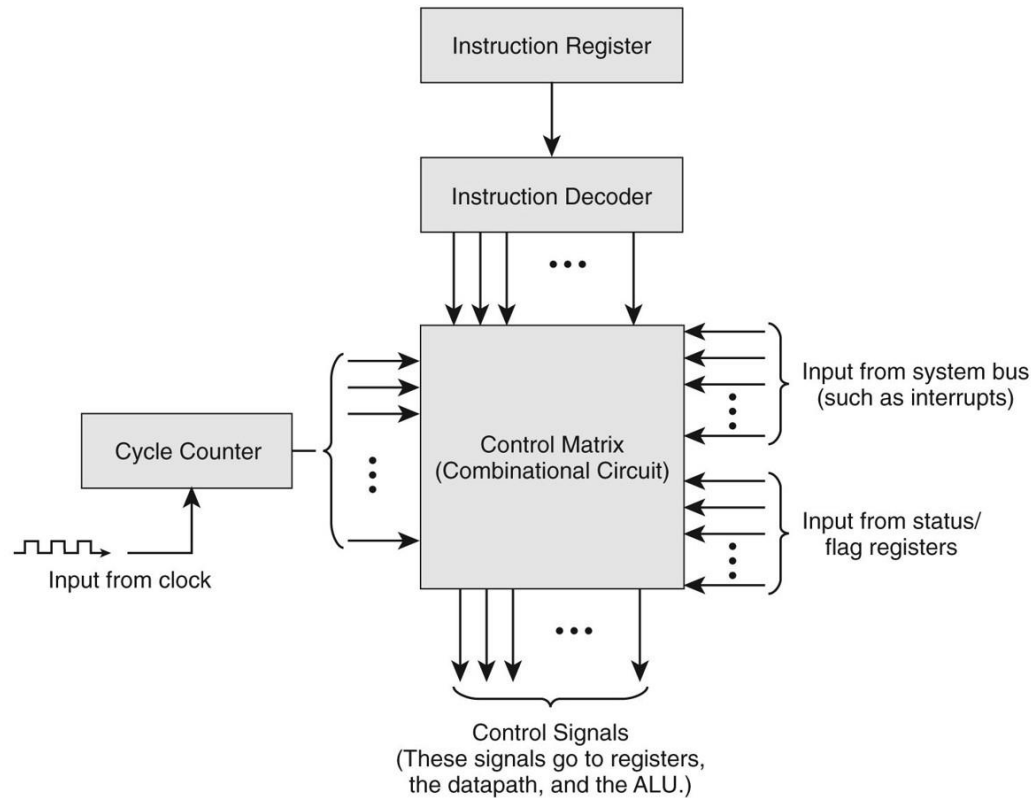 Instruction Register
Instruction Decoder
Input from system bus
(such as interrupts)
Cycle Counter
Control Matrix
(Combinational Circuit)
Input from status/
flag registers
Input from clock
Control Signals
(These signals go to registers,
the datapath, and the ALU.)